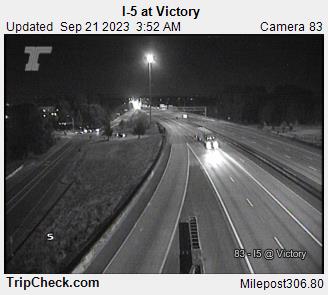 I-5 at Victory
Updated Sep 21 2023 3:52 AM Camera 83
T
S
83 - I5 @ Victory
TripCheck.com Milepost306.80